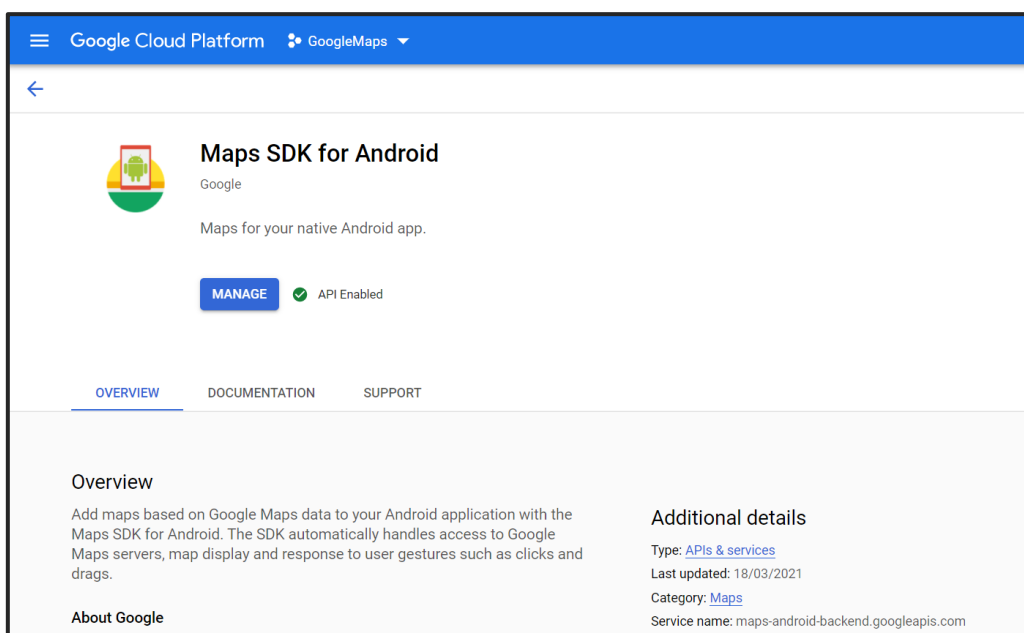 Google Cloud Platform GoogleMaps
Maps SDK for Android
Google
Maps for your native Android app.
MANAGE API Enabled
OVERVIEW DOCUMENTATION SUPPORT
Overview
Add maps based on Google Maps data to your Android application with the
Maps SDK for Android. The SDK automatically handles access to Google
Maps servers, map display and response to user gestures such as clicks and
drags.
About Google
Additional details
Type: APIs & services
Last updated: 18/03/2021
Category: Maps
Service name: maps-android-backend.googleapis.com